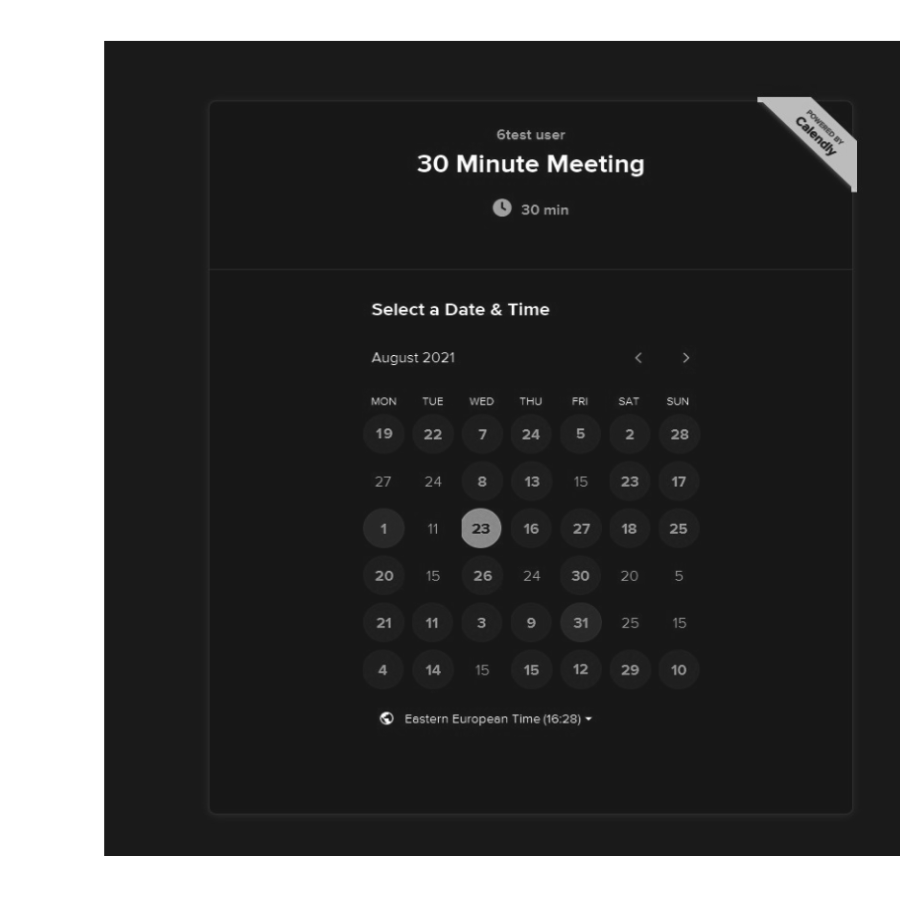 POWERED BY
Calendly
6test user
30 Minute Meeting
30 min
Select a Date & Time
August 2021
MON TUE WED THU FRI SAT SUN
19 22 7 24 5 2 28
27 24 8 13 15 23 17
1 11 23 16 27 18 25
20 15 26 24 30 20 5
21 11 3 9 31 25 15
4 14 15 15 12 29 10
Eastern European Time (16:28)